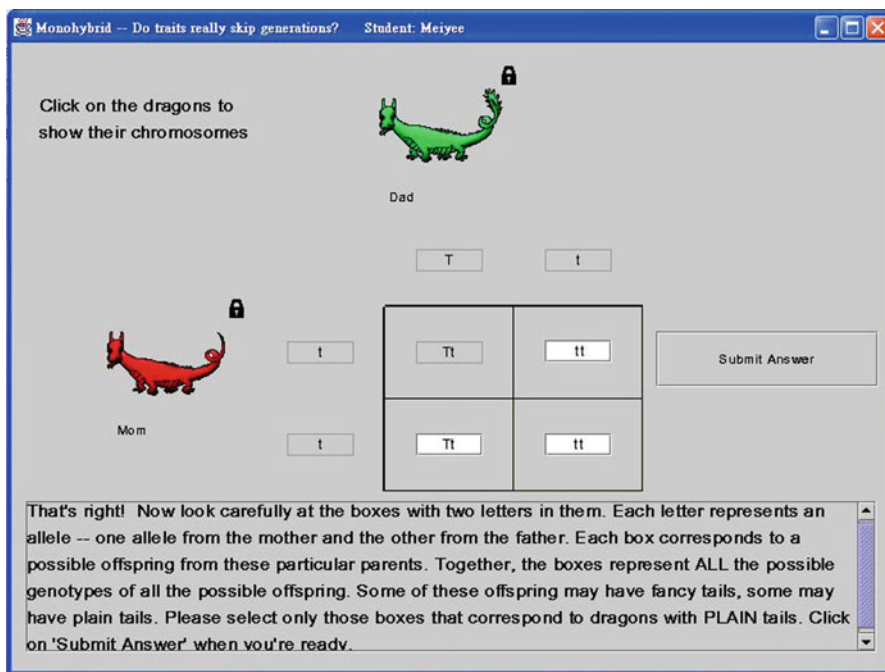 Monohybrid -- Do traits really skip generations? Student: Meiyee
Click on the dragons to
show their chromosomes
Dad
T t
t Tt tt
Submit Answer
Mom
t Tt tt
That's right! Now look carefully at the boxes with two letters in them. Each letter represents an
allele -- one allele from the mother and the other from the father. Each box corresponds to a
possible offspring from these particular parents. Together, the boxes represent ALL the possible
genotypes of all the possible offspring. Some of these offspring may have fancy tails, some may
have plain tails. Please select only those boxes that correspond to dragons with PLAIN tails. Click
on 'Submit Answer' when you're ready.